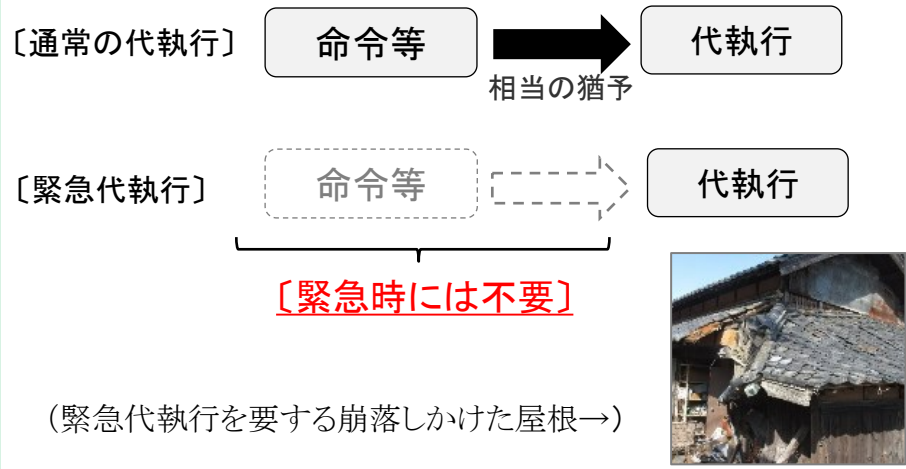 〔通常の代執行〕 命令等 代執行
相当の猶予
〔緊急代執行〕 命令等 代執行
〔緊急時には不要〕
（緊急代執行を要する崩落しかけた屋根→）